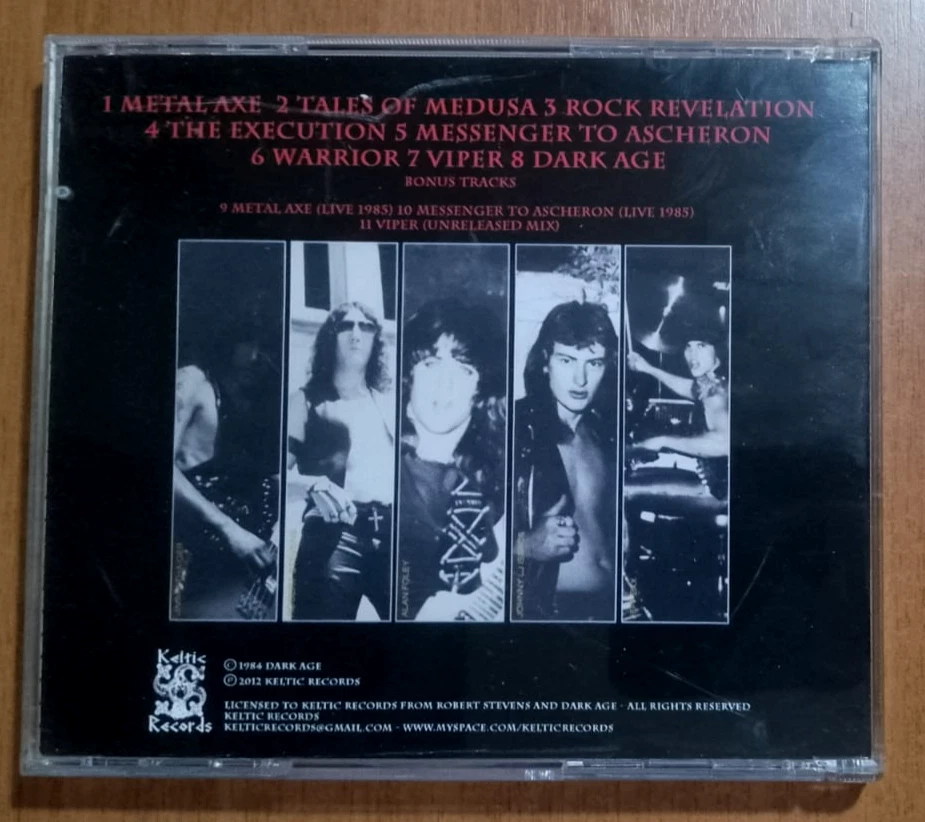 1 METAL AXE 2 TALES OF MEDUSA 3 ROCK REVELATION
4 THE EXECUTION 5 MESSENGER TO ASCHERON
6 WARRIOR 7 VIPER 8 DARK AGE
BONUS TRACKS
9 METAL AXE (LIVE 1985) 10 MESSENGER TO ASCHERON (LIVE 1985)
11 VIPER (UNRELEASED MIX)
ALAN FOLEY
JOHNNY
Keltic
Records
© 1984 DARK AGE
℗ 2012 KELTIC RECORDS
LICENSED TO KELTIC RECORDS FROM ROBERT STEVENS AND DARK AGE - ALL RIGHTS RESERVED
KELTIC RECORDS
KELTICRECORDS@GMAIL.COM - WWW.MYSPACE.COM/KELTICRECORDS